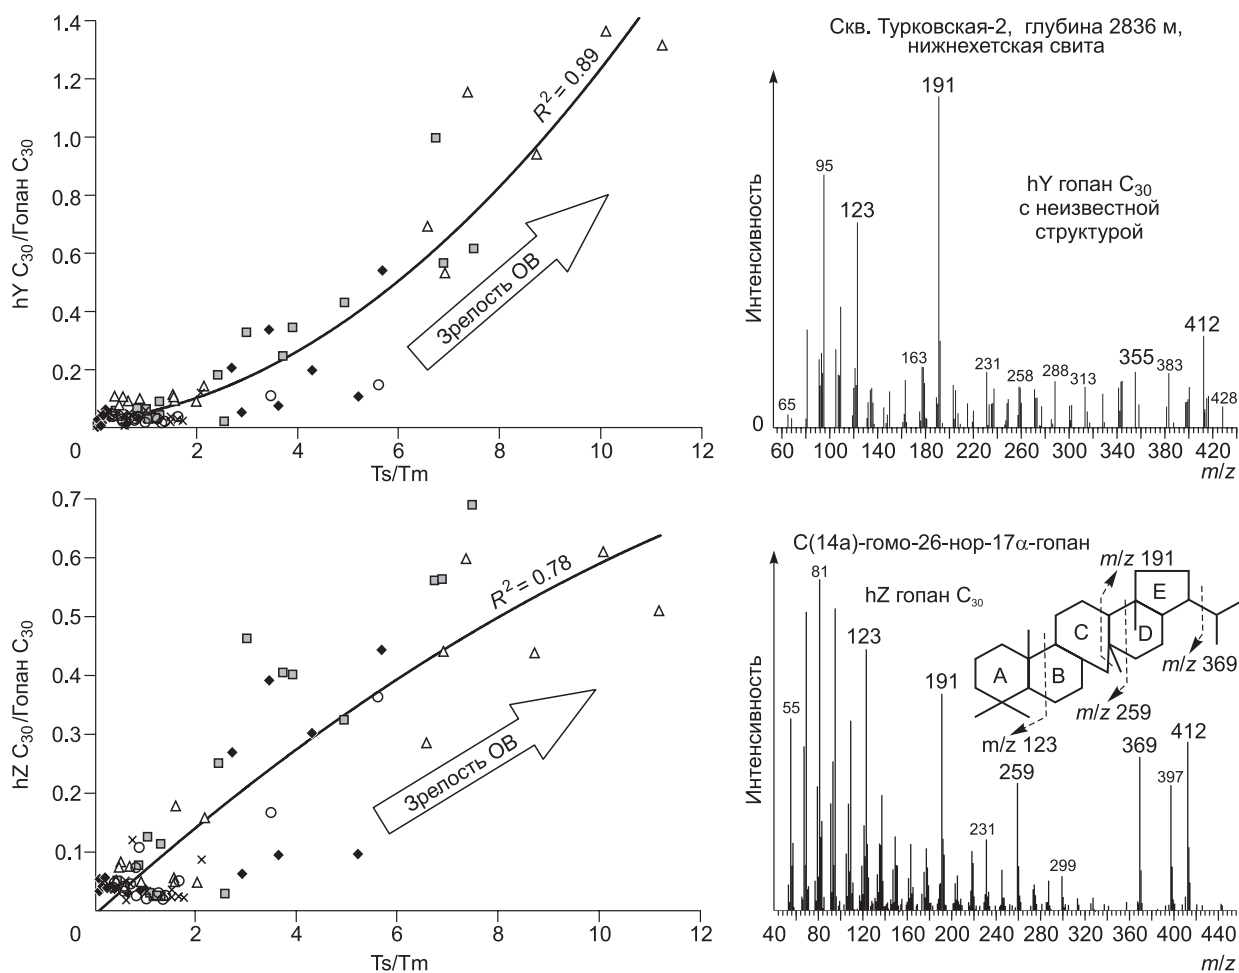 1.4
1.2
1.0
0.8
0.6
0.4
0.2
0
2
4
6
8
10
12
hY C30/Гопан C30
Ts/Tm
R2 = 0.89
Зрелость ОВ
Скв. Турковская-2, глубина 2836 м,
нижнехетская свита
Интенсивность
0
191
95
123
hY гопан C30
с неизвестной
структурой
412
355
383
163
231
258
288
313
428
65
60
100
140
180
220
260
300
340
380
420
m/z
0.7
0.6
0.5
0.4
0.3
0.2
0.1
0
2
4
6
8
10
12
hZ C30/Гопан C30
Ts/Tm
R2 = 0.78
Зрелость ОВ
C(14a)-гомо-26-нор-17α-гопан
Интенсивность
81
hZ гопан C30
m/z 191
E
C
D
A
B
m/z 369
m/z 259
m/z 123
123
191
55
259
369
412
397
231
299
40
80
120
160
200
240
280
320
360
400
440
m/z